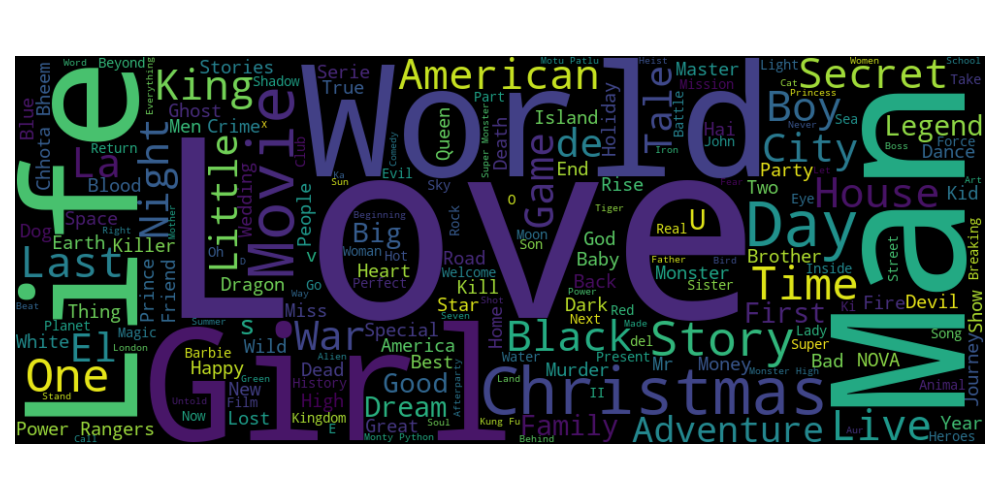 Word
Beyond
Everything
Stories
King
Serie
True
American
Motu Patlu
Heist
Master
Mission
Light
Women
Secret
School
Take
Blue
Chhota Bheem
Life
Ghost
Shadow
Men
Crime
x
Movie
club
World
Queen
Comedy
Super Monster
Death
Island
Holiday
Tale
Battle
Hai
John
Cat
Princess
Boy
Never
Sea
City
Legend
Boss
Force
Dance
Return
La
Blood
Night
Little
Wedding
Evil
de
End
Iron
Let
Party
Dog
Space
Right
Mother
Oh
People
Ka
Sun
Love
Sky
O
Game
Rise
Fear
Two
Eye
House
Kid
Art
Man
Earth
Killer
Friend
Prince
D
Beginning
Big
Woman
Hot
Rock
Moon
Son
Tiger
God
Real
U
Day
Street
Breaking
Last
Dragon
Go
v
Heart
Perfect
Road
Welcome
Baby
Father
Bird
Brother
Inside
Thing
Planet
Magic
Beat
White
London
El
Summer
Way
Miss
s
Kill
Star
Seven
Shot
Power
Back
Monster
Sister
Time
Fire
Ki
Devil
Journey
Show
Wild
War
Special
Home
Dark
Next
Red
Made
First
Lady
Super
Song
One
Stand
Barbie
Happy
Green
Alien
America
Best
Black
del
Story
Bad
NOVA
Girl
New
Film
Dead
History
High
Good
Afterparty
Water
Present
Mr
Money
Murder
Land
II
Christmas
Monster High
Animal
Untold
Now
Lost
Kingdom
E
Dream
Great
Soul
Kung Fu
Family
Adventure
Live
Aur
Year
Heroes
Power Rangers
Call
Monty Python
Behind